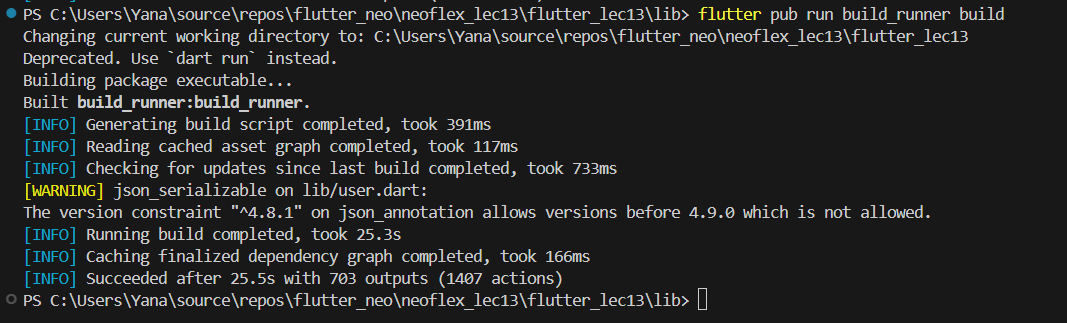 PS C:\Users\Yana\source\repos\flutter_neo\neoflex_lec13\flutter_lec13\lib> flutter pub run build_runner build
Changing current working directory to: C:\Users\Yana\source\repos\flutter_neo\neoflex_lec13\flutter_lec13
Deprecated. Use `dart run` instead.
Building package executable...
Built build_runner:build_runner.
[INFO] Generating build script completed, took 391ms
[INFO] Reading cached asset graph completed, took 117ms
[INFO] Checking for updates since last build completed, took 733ms
[WARNING] json_serializable on lib/user.dart:
The version constraint "^4.8.1" on json_annotation allows versions before 4.9.0 which is not allowed.
[INFO] Running build completed, took 25.3s
[INFO] Caching finalized dependency graph completed, took 166ms
[INFO] Succeeded after 25.5s with 703 outputs (1407 actions)
PS C:\Users\Yana\source\repos\flutter_neo\neoflex_lec13\flutter_lec13\lib>